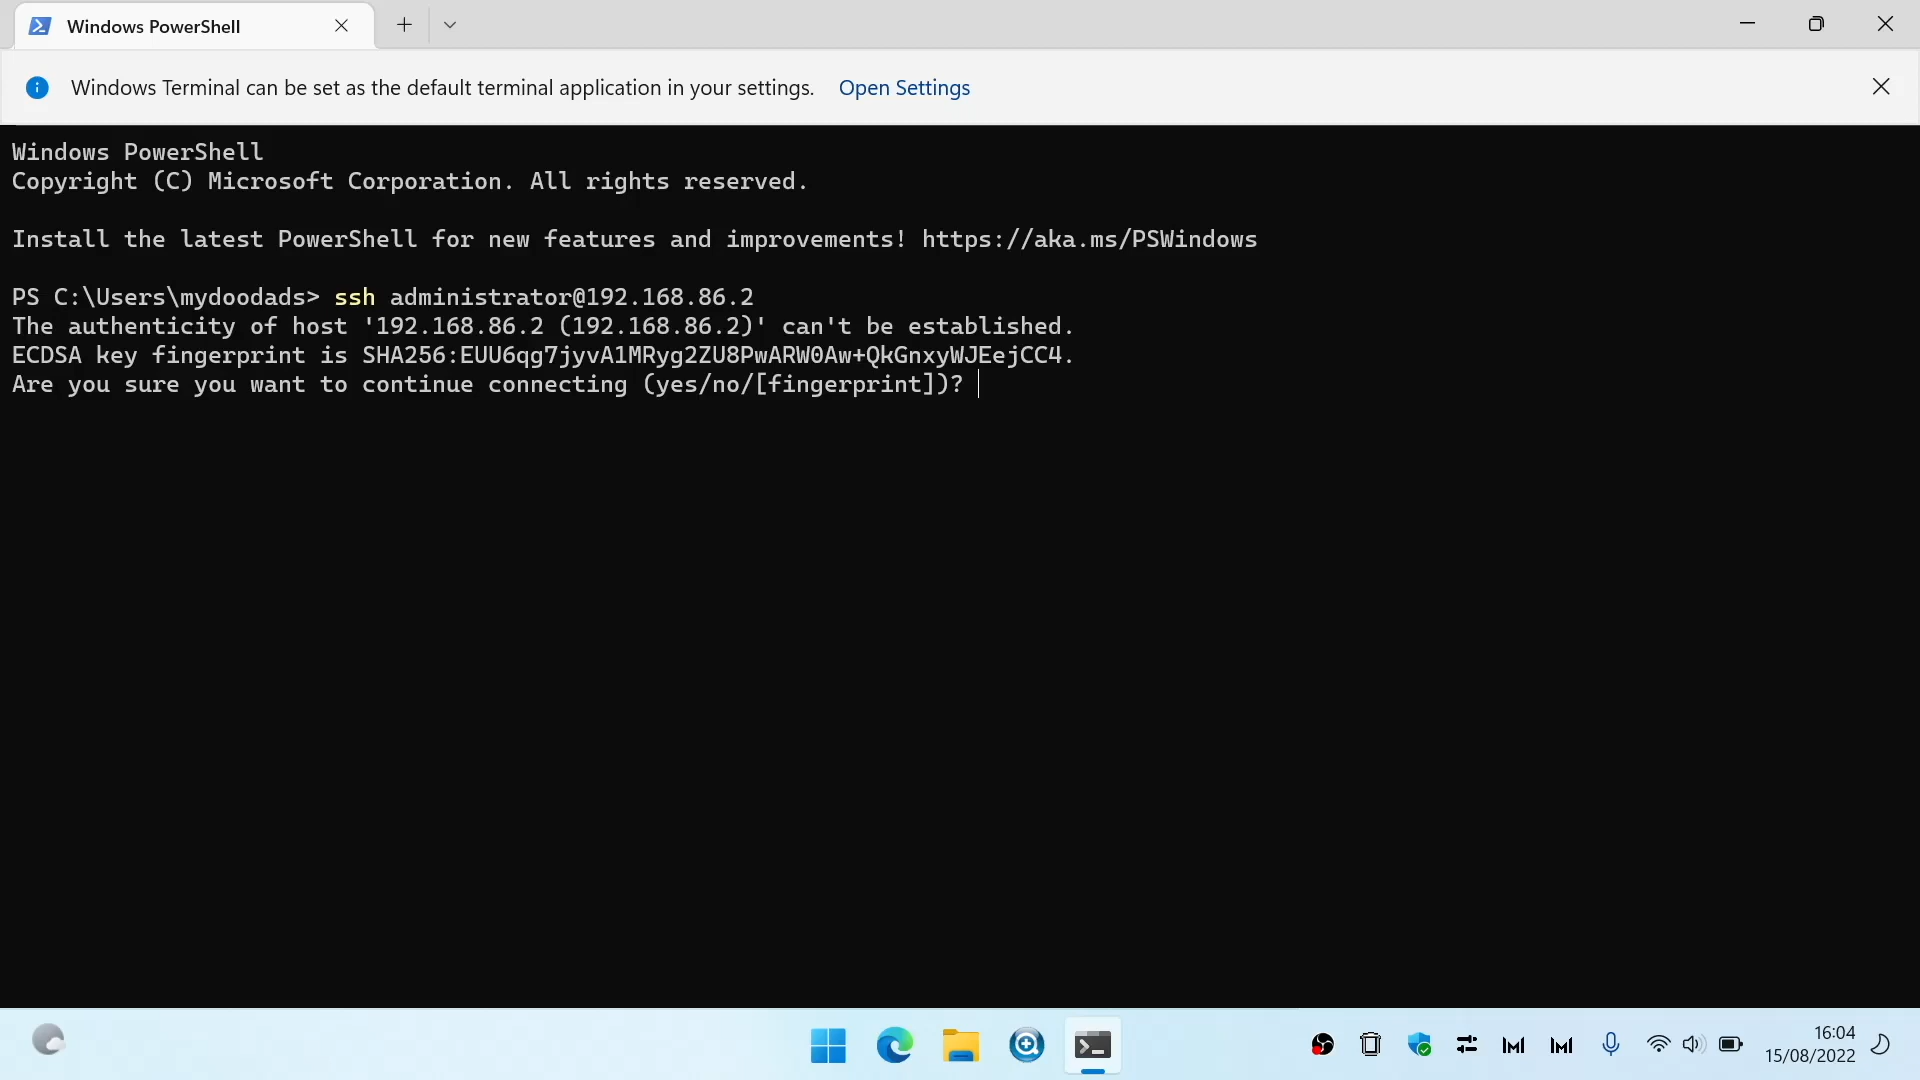 Windows PowerShell
Windows Terminal can be set as the default terminal application in your settings. Open Settings
Windows PowerShell
Copyright (C) Microsoft Corporation. All rights reserved.
Install the latest PowerShell for new features and improvements! https://aka.ms/PSWindows
PS C:\Users\mydoodads> ssh administrator@192.168.86.2
The authenticity of host '192.168.86.2 (192.168.86.2)' can't be established.
ECDSA key fingerprint is SHA256:EUU6qg7jyvA1MRyg2ZU8PwARW0Aw+QkGnxyWJEejCC4.
Are you sure you want to continue connecting (yes/no/[fingerprint])?
16:04
15/08/2022